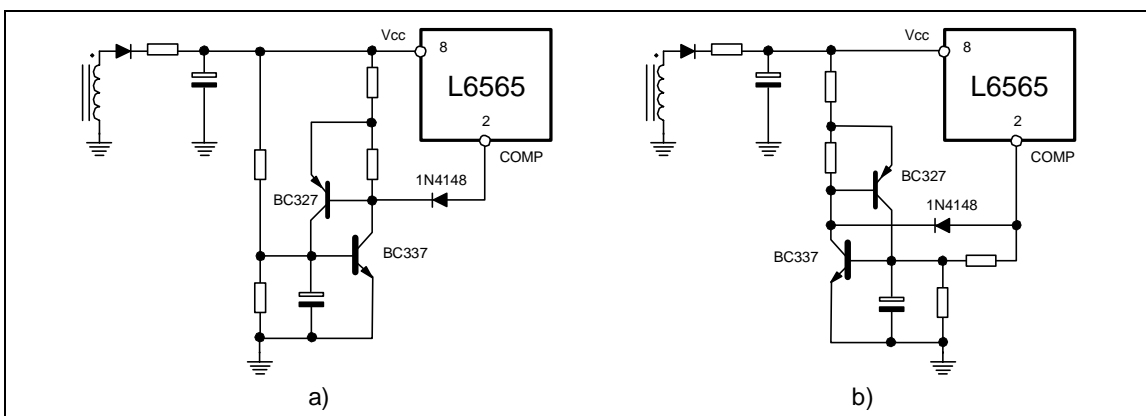 Vcc
8
L6565
2
COMP
1N4148
BC327
BC337
a)
Vcc
8
L6565
2
COMP
BC327
1N4148
BC337
b)